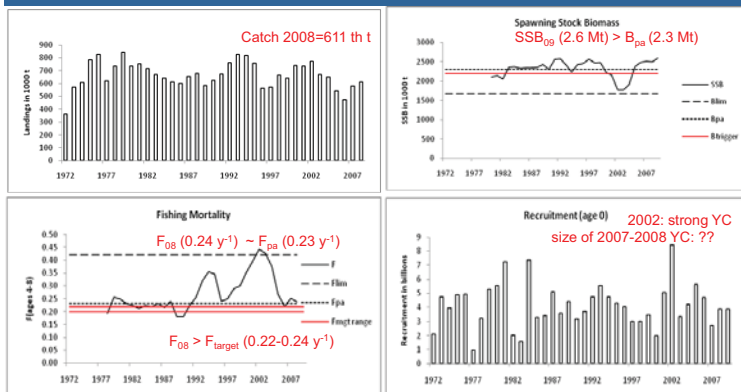 Catch 2008=611 th t
Landings in 1000 t
900
800
700
600
500
400
300
200
100
0
1972 1977 1982 1987 1992 1997 2002 2007
Spawning Stock Biomass
SSB09 (2.6 Mt) > Bpa (2.3 Mt)
SSB in 1000 t
3000
2500
2000
1500
1000
500
0
1972 1977 1982 1987 1992 1997 2002 2007
SSB
Blim
Bpa
Btrigger
Fishing Mortality
F08 (0.24 y-1) ~ Fpa (0.23 y-1)
F(ages 4-8)
0.50
0.45
0.40
0.35
0.30
0.25
0.20
0.15
0.10
0.05
0.00
F
Flim
Fpa
Fmgt range
F08 > Ftarget (0.22-0.24 y-1)
1972 1977 1982 1987 1992 1997 2002 2007
Recruitment (age 0)
2002: strong YC
size of 2007-2008 YC: ??
Recruitment in billions
9
8
7
6
5
4
3
2
1
0
1972 1977 1982 1987 1992 1997 2002 2007